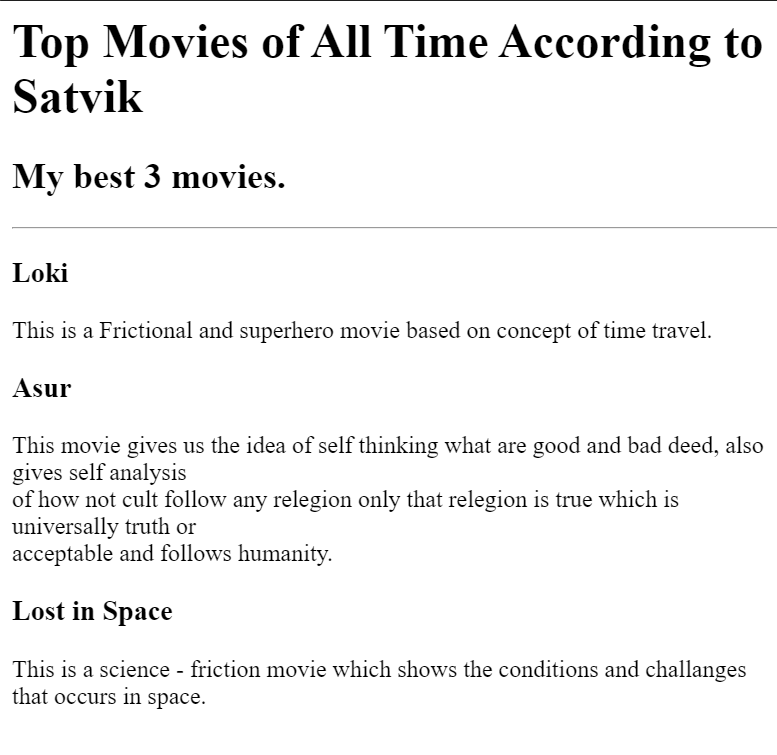 Top Movies of All Time According to
Satvik
My best 3 movies.
Loki
This is a Frictional and superhero movie based on concept of time travel.
Asur
This movie gives us the idea of self thinking what are good and bad deed, also
gives self analysis
of how not cult follow any relegion only that relegion is true which is
universally truth or
acceptable and follows humanity.
Lost in Space
This is a science - friction movie which shows the conditions and challanges
that occurs in space.